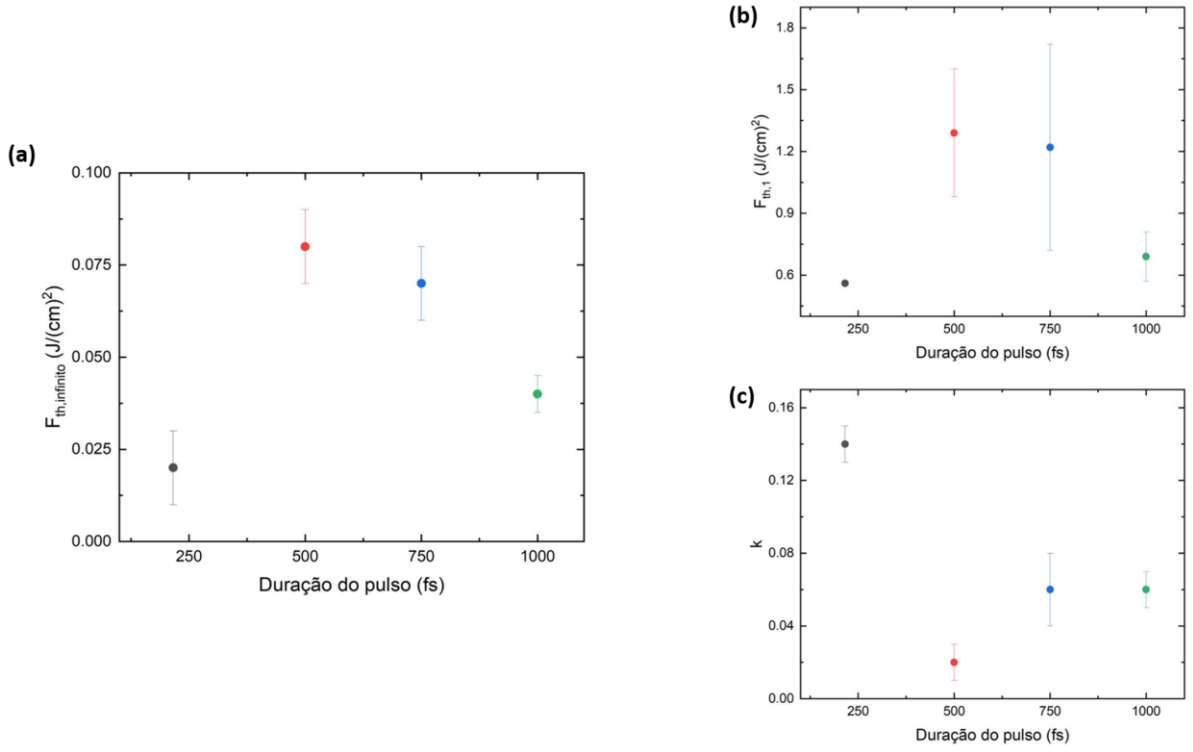 (a)
0.100
0.075
0.050
0.025
0.000
F_th,infinito (J/(cm)²)
250 500 750 1000
Duração do pulso (fs)
(b)
1.8
1.5
1.2
0.9
0.6
F_th,1 (J/(cm)²)
250 500 750 1000
Duração do pulso (fs)
(c)
0.16
0.12
0.08
0.04
0.00
k
250 500 750 1000
Duração do pulso (fs)